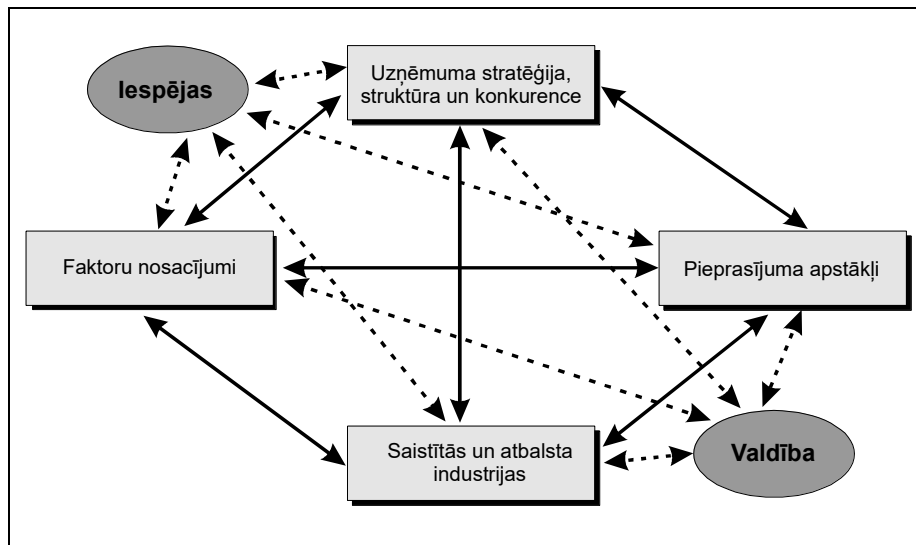 Iespējas
Uzņēmuma stratēģija,
struktūra un konkurence
Faktoru nosacījumi
Pieprasījuma apstākļi
Saistītās un atbalsta
industrijas
Valdība